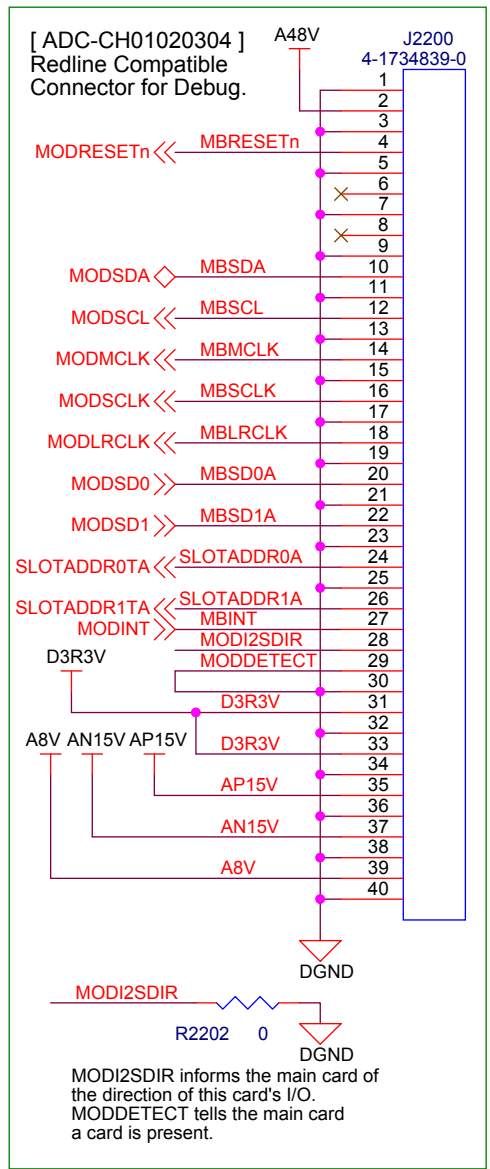 [ ADC-CH01020304 ]
Redline Compatible
Connector for Debug.
A48V
J2200
4-1734839-0
1
2
3
MODRESETn MBRESETn 4
5
6
7
8
9
MODSDA MBSDA 10
11
MODSCL MBSCL 12
13
MODMCLK MBMCLK 14
15
MODSCLK MBSCLK 16
17
MODLRCLK MBLRCLK 18
19
MODSD0 MBSD0A 20
21
MODSD1 MBSD1A 22
23
SLOTADDR0TA SLOTADDR0A 24
25
SLOTADDR1TA SLOTADDR1A 26
MODINT MBINT 27
MODI2SDIR 28
D3R3V MODDETECT 29
30
D3R3V 31
32
A8V AN15V AP15V D3R3V 33
34
AP15V 35
36
AN15V 37
38
A8V 39
40
DGND
MODI2SDIR
R2202 0
DGND
MODI2SDIR informs the main card of
the direction of this card's I/O.
MODDETECT tells the main card
a card is present.